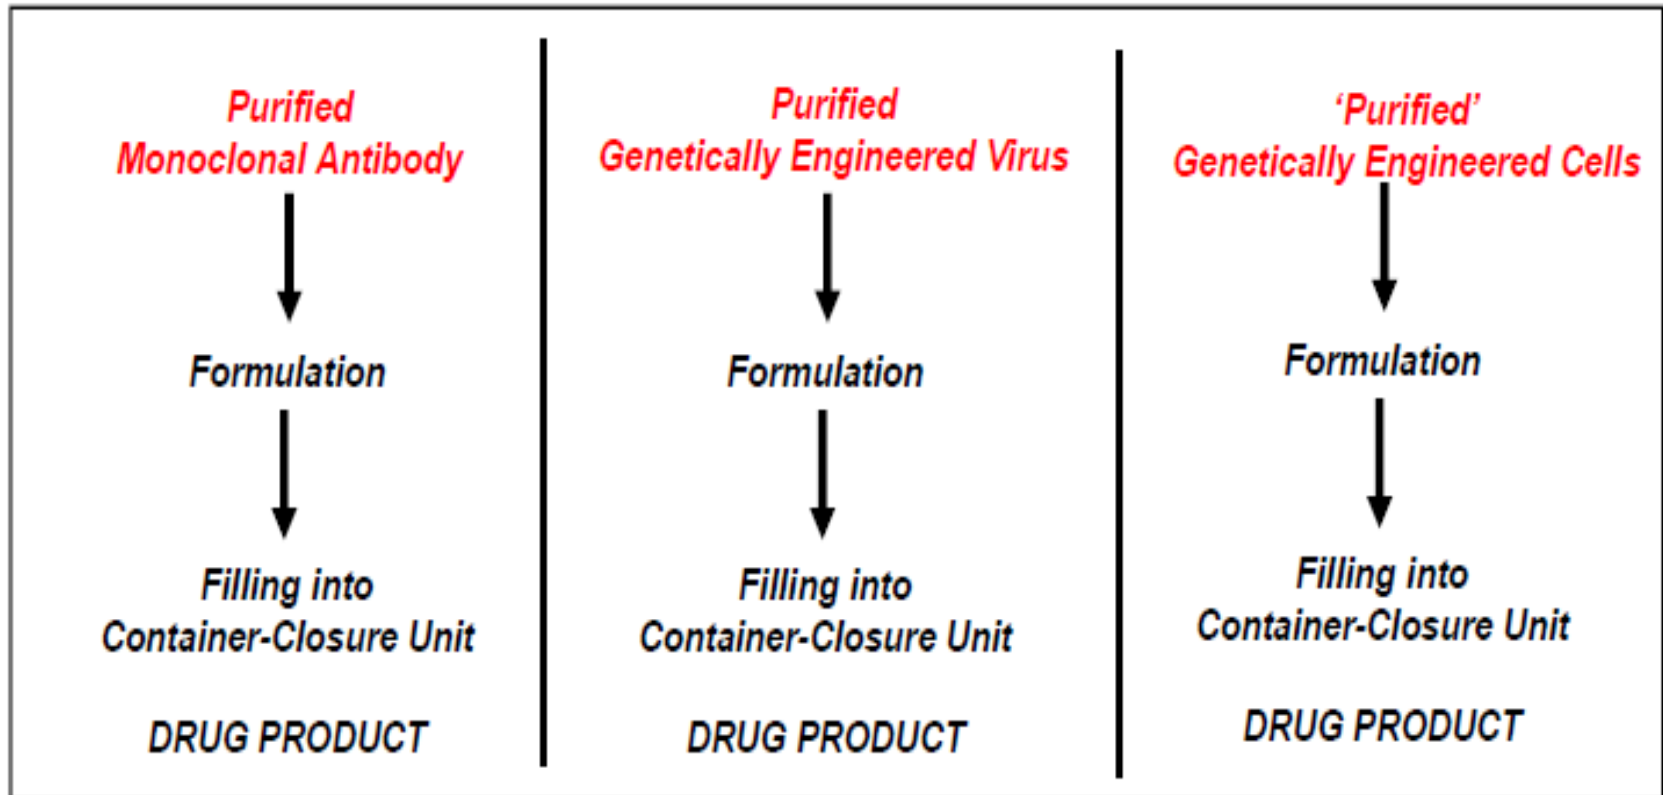 Purified
Monoclonal Antibody
Formulation
Filling into
Container-Closure Unit
DRUG PRODUCT
Purified
Genetically Engineered Virus
Formulation
Filling into
Container-Closure Unit
DRUG PRODUCT
‘Purified’
Genetically Engineered Cells
Formulation
Filling into
Container-Closure Unit
DRUG PRODUCT